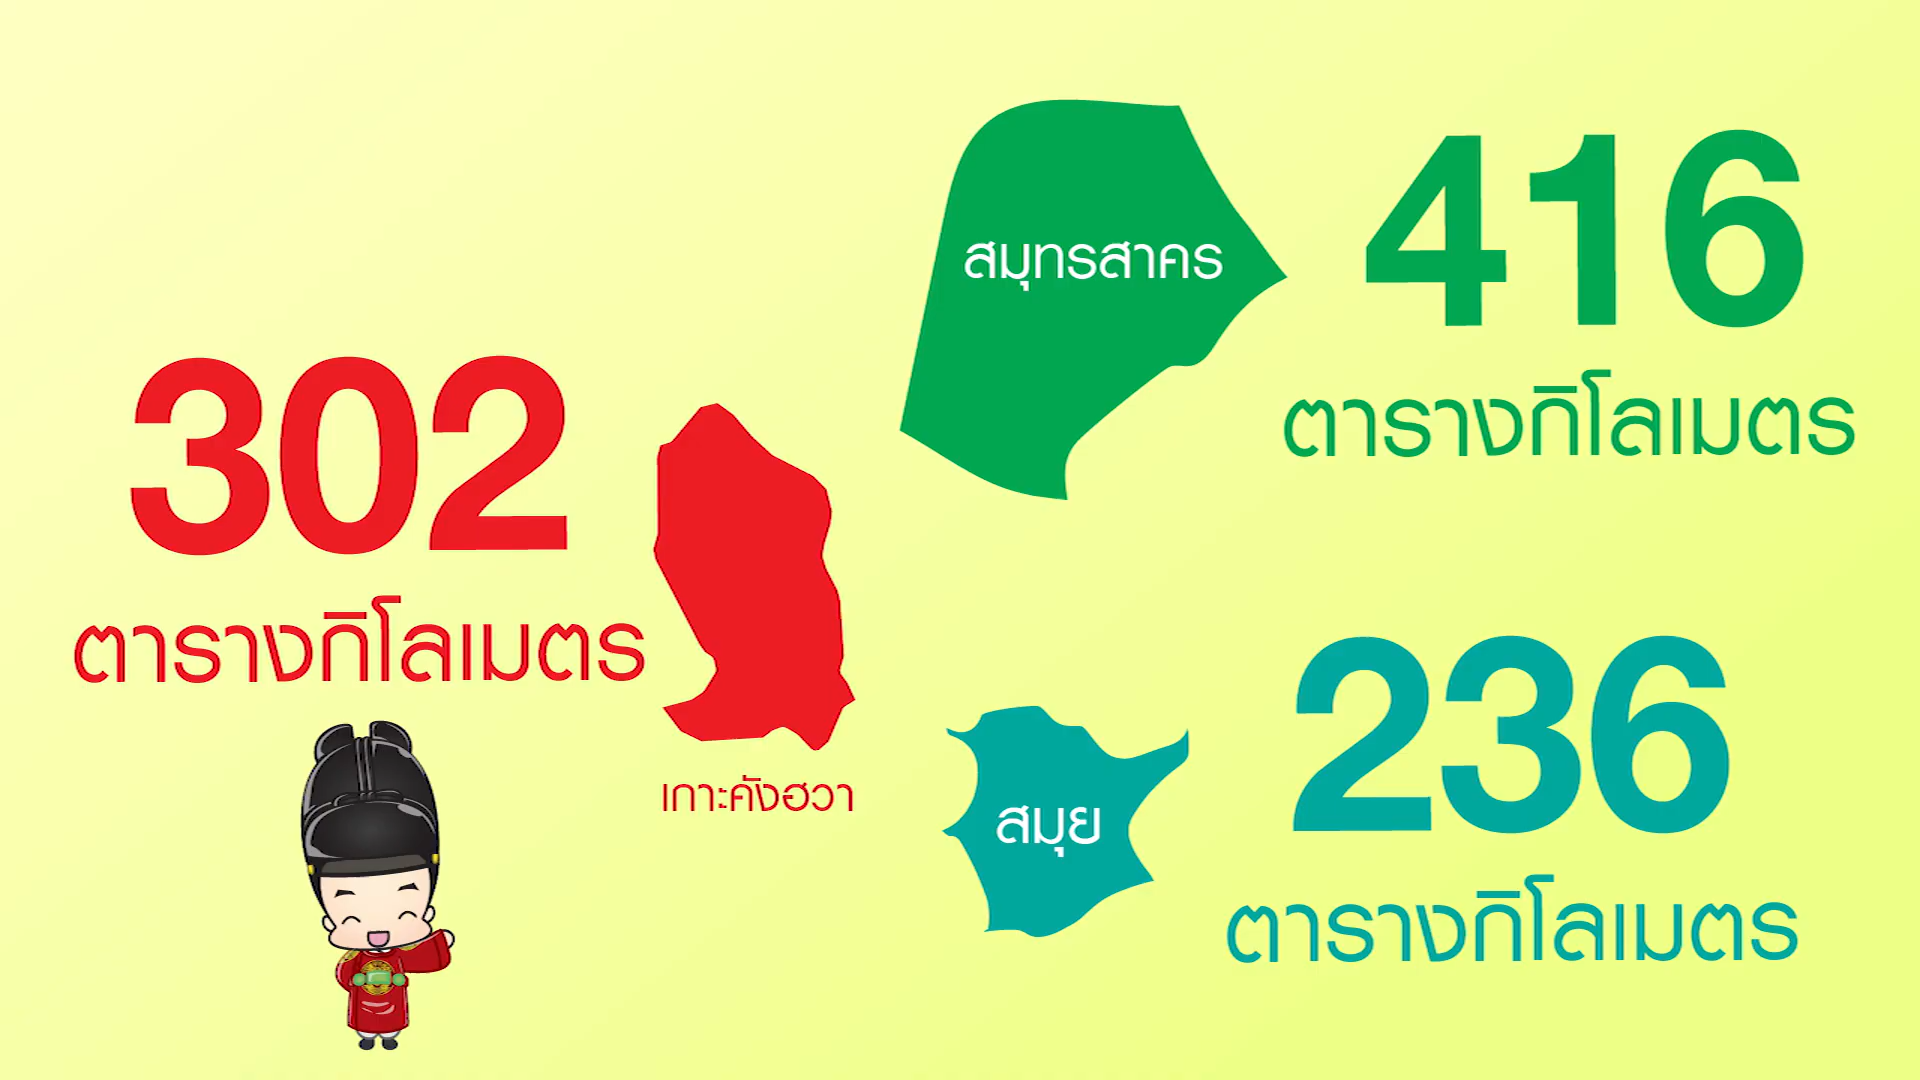 302
ตารางกิโลเมตร
เกาะคังฮวา
สมุทรสาคร
416
ตารางกิโลเมตร
สมุย
236
ตารางกิโลเมตร